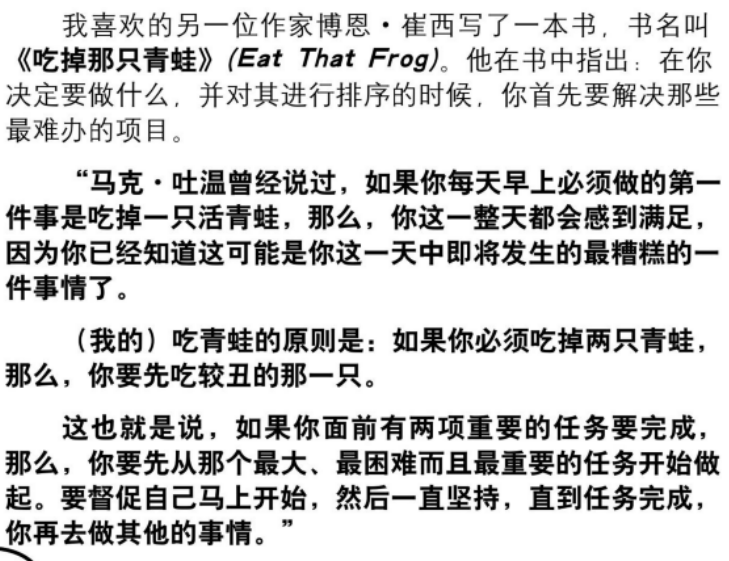 我喜欢的另一位作家博恩·崔西写了一本书，书名叫
《吃掉那只青蛙》(Eat That Frog)。他在书中指出：在你
决定要做什么，并对其进行排序的时候，你首先要解决那些
最难办的项目。
“马克·吐温曾经说过，如果你每天早上必须做的第一
件事是吃掉一只活青蛙，那么，你这一整天都会感到满足，
因为你已经知道这可能是你这一天中即将发生的最糟糕的一
件事情了。
（我的）吃青蛙的原则是：如果你必须吃掉两只青蛙，
那么，你要先吃较丑的那一只。
这也就是说，如果你面前有两项重要的任务要完成，
那么，你要先从那个最大、最困难而且最重要的任务开始做
起。要督促自己马上开始，然后一直坚持，直到任务完成，
你再去做其他的事情。”